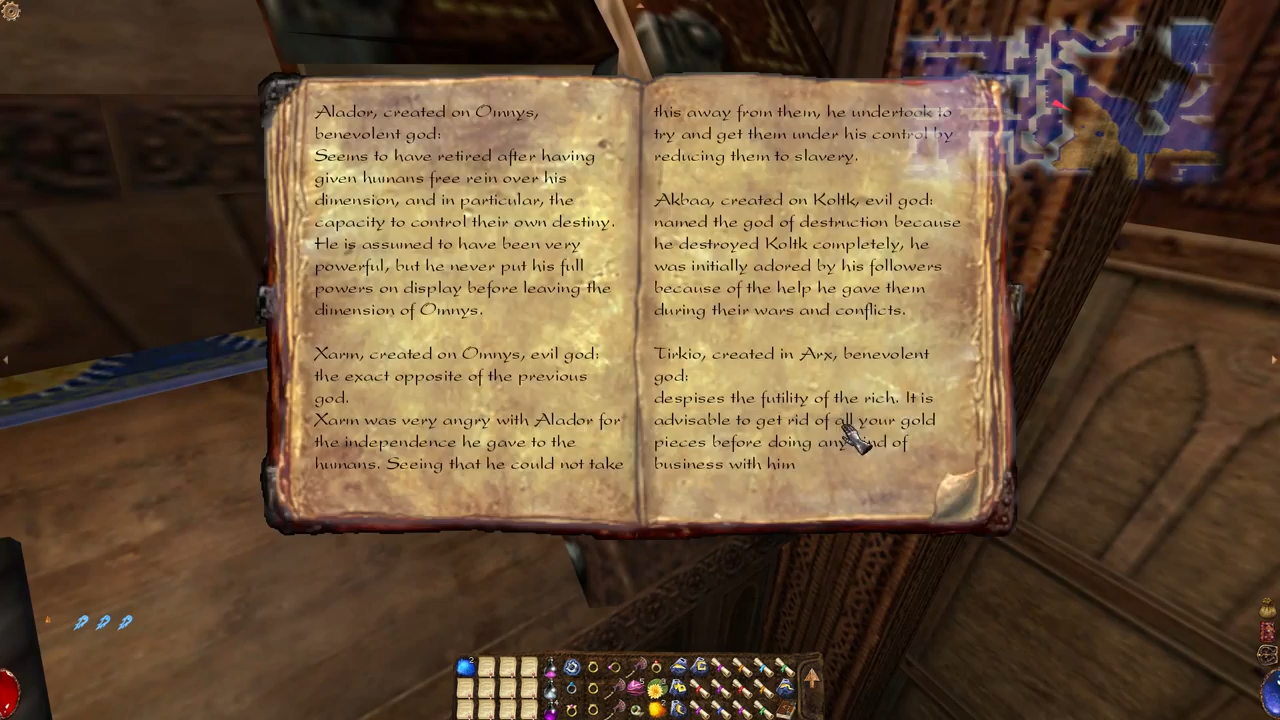 Alador, created on Omnys,
benevolent god:
Seems to have retired after having
given humans free rein over his
dimension, and in particular, the
capacity to control their own destiny.
He is assumed to have been very
powerful, but he never put his full
powers on display before leaving the
dimension of Omnys.
Xarm, created on Omnys, evil god:
the exact opposite of the previous
god.
Xarm was very angry with Alador for
the independence he gave to the
humans. Seeing that he could not take
this away from them, he undertook to
try and get them under his control by
reducing them to slavery.
Akbaa, created on Koltk, evil god:
named the god of destruction because
he destroyed Koltk completely, he
was initially adored by his followers
because of the help he gave them
during their wars and conflicts.
Tirkio, created in Arx, benevolent
god:
despises the futility of the rich. It is
advisable to get rid of all your gold
pieces before doing any kind of
business with him